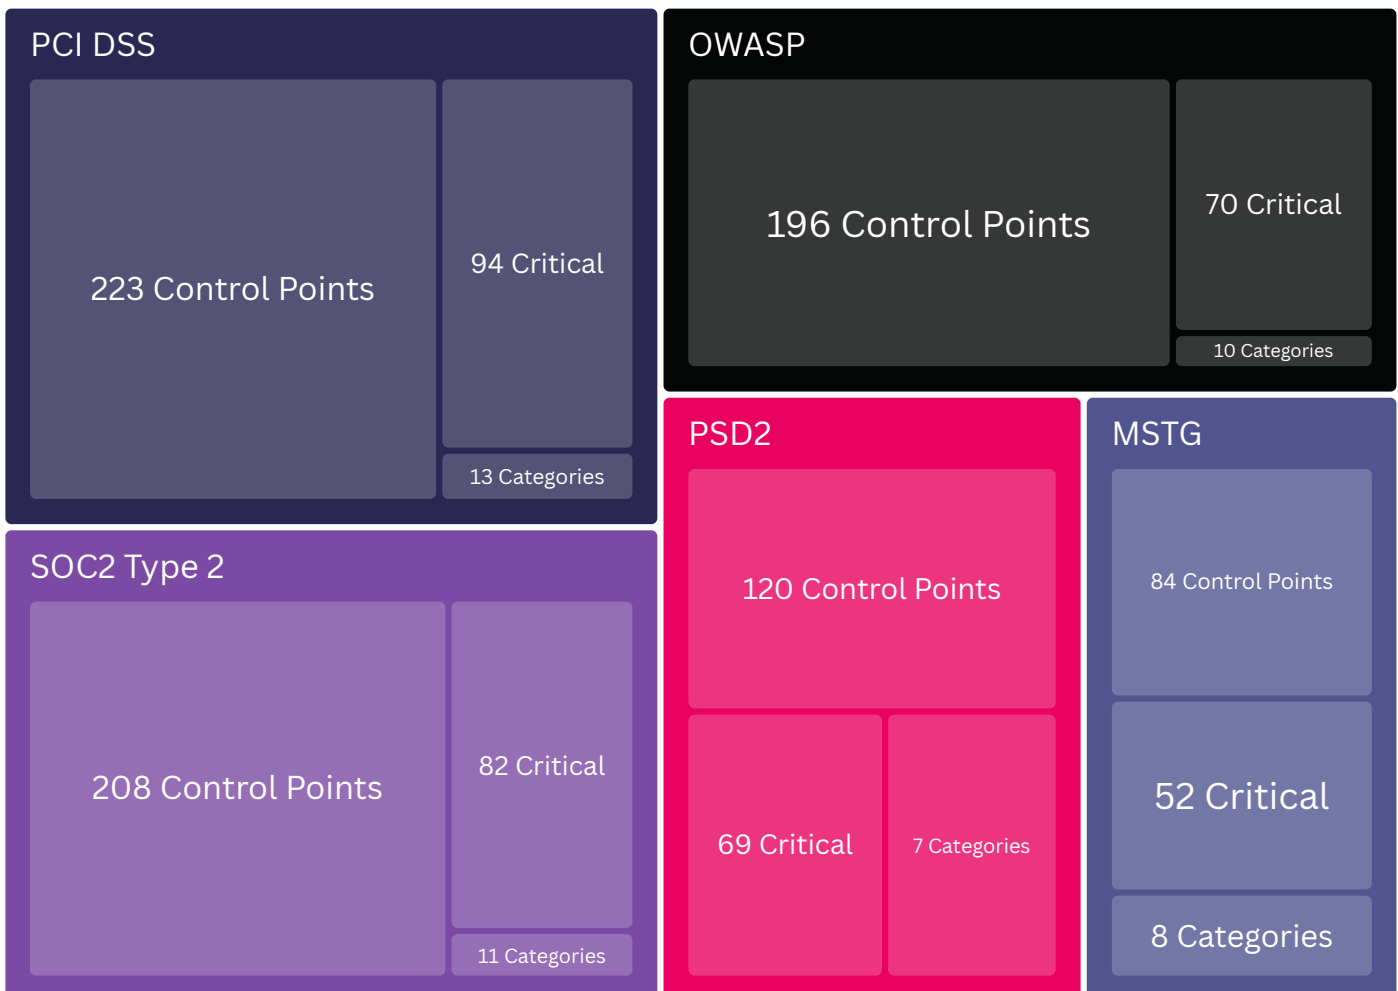 PCI DSS
223 Control Points
94 Critical
13 Categories
OWASP
196 Control Points
70 Critical
10 Categories
SOC2 Type 2
208 Control Points
82 Critical
11 Categories
PSD2
120 Control Points
69 Critical
7 Categories
MSTG
84 Control Points
52 Critical
8 Categories